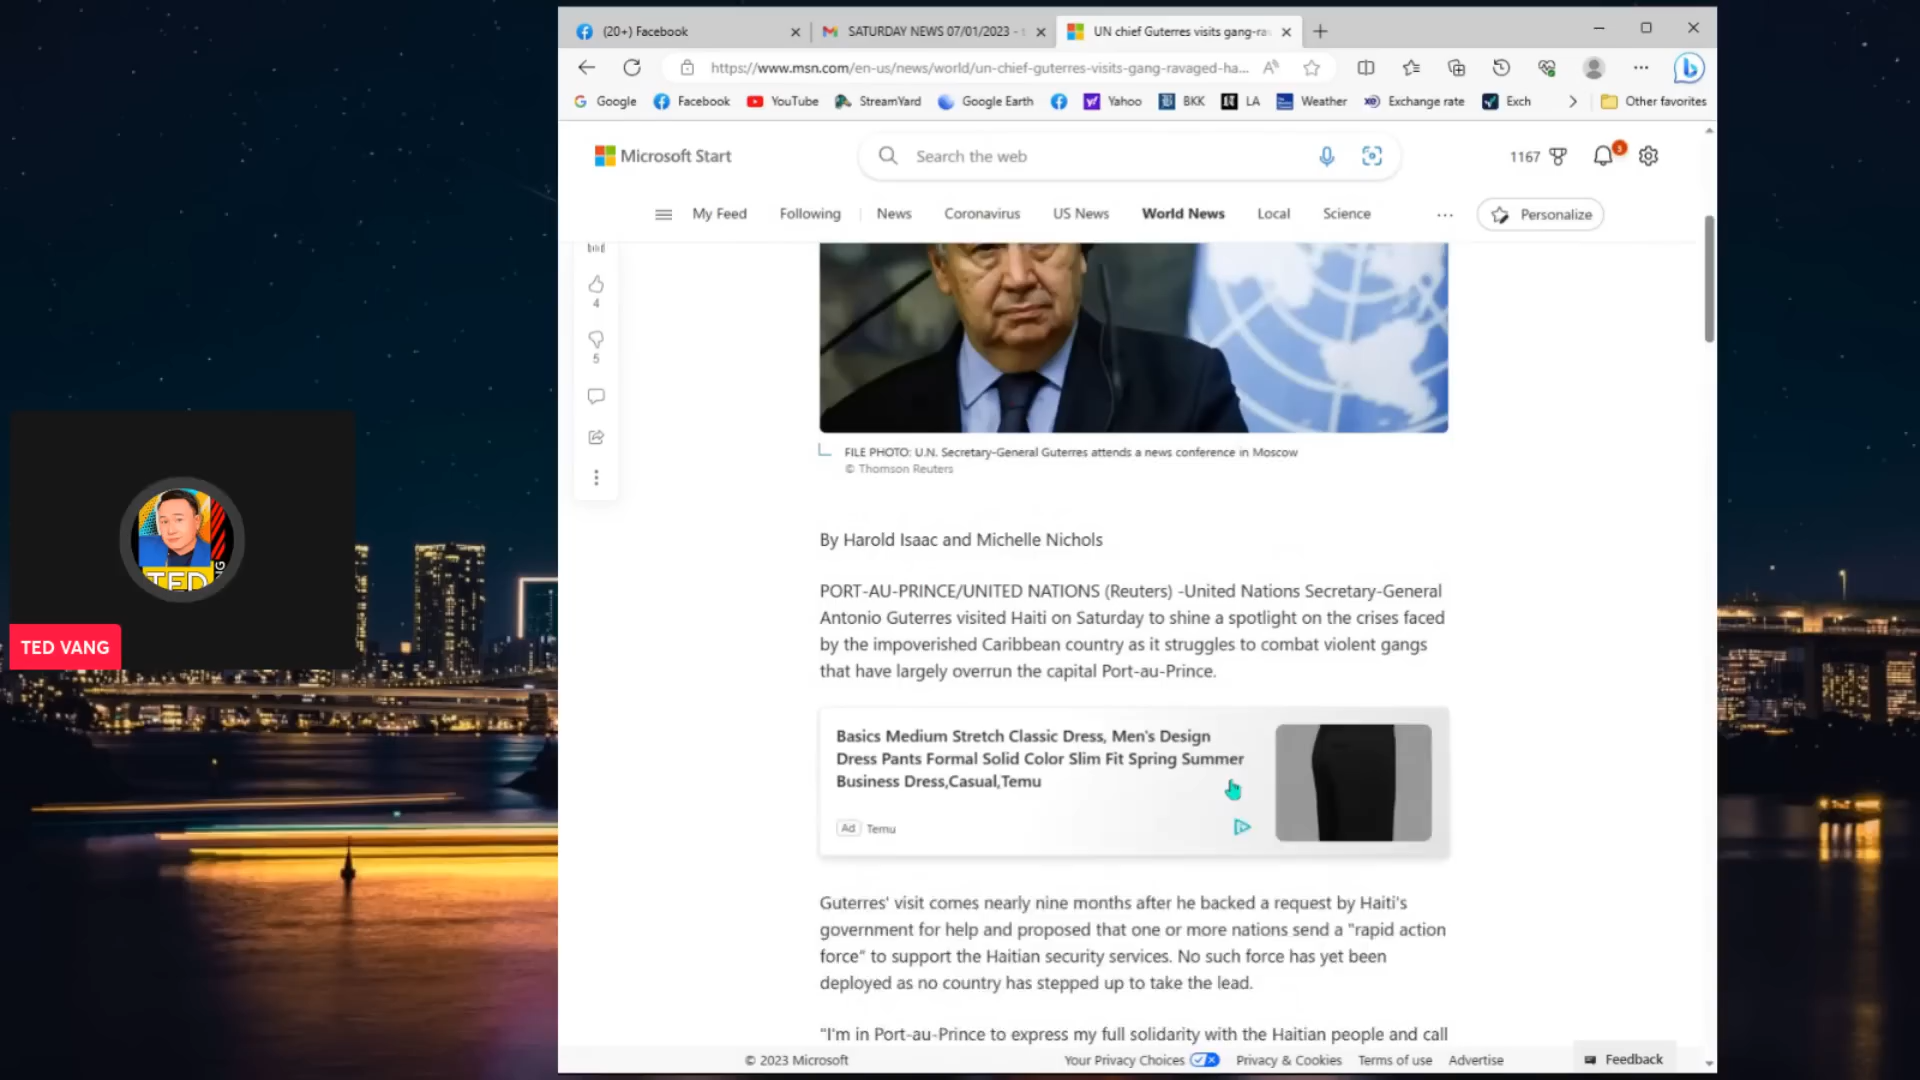 (20+) Facebook
SATURDAY NEWS 07/01/2023 -
UN chief Guterres visits gang-ra
https://www.msn.com/en-us/news/world/un-chief-guterres-visits-gang-ravaged-ha...
Google Facebook YouTube StreamYard Google Earth Yahoo BKK LA Weather Exchange rate Exch Other favorites
Microsoft Start
Search the web
1167
3
My Feed Following News Coronavirus US News World News Local Science ... Personalize
4
5
FILE PHOTO: U.N. Secretary-General Guterres attends a news conference in Moscow
© Thomson Reuters
By Harold Isaac and Michelle Nichols
PORT-AU-PRINCE/UNITED NATIONS (Reuters) -United Nations Secretary-General
Antonio Guterres visited Haiti on Saturday to shine a spotlight on the crises faced
by the impoverished Caribbean country as it struggles to combat violent gangs
that have largely overrun the capital Port-au-Prince.
Basics Medium Stretch Classic Dress, Men's Design
Dress Pants Formal Solid Color Slim Fit Spring Summer
Business Dress,Casual,Temu
Ad Temu
Guterres' visit comes nearly nine months after he backed a request by Haiti's
government for help and proposed that one or more nations send a "rapid action
force" to support the Haitian security services. No such force has yet been
deployed as no country has stepped up to take the lead.
"I'm in Port-au-Prince to express my full solidarity with the Haitian people and call
© 2023 Microsoft
Your Privacy Choices Privacy & Cookies Terms of use Advertise Feedback
TED
TED VANG